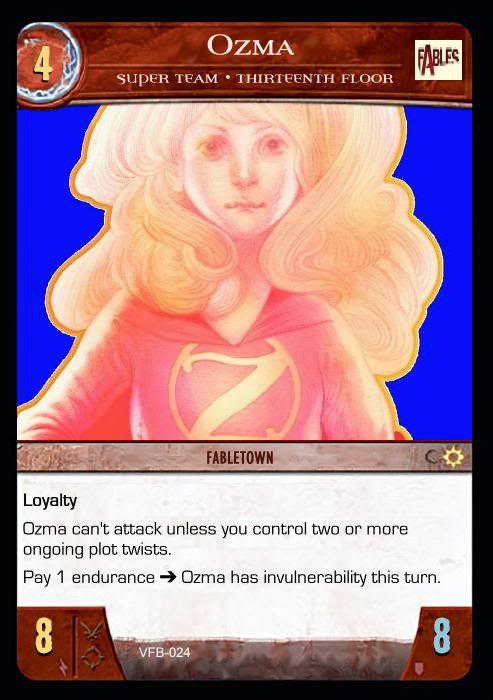 4
Ozma
Super Team • Thirteenth Floor
FABLES
Z
FABLETOWN
Loyalty
Ozma can't attack unless you control two or more
ongoing plot twists.
Pay 1 endurance ➔ Ozma has invulnerability this turn.
8
VFB-024
8